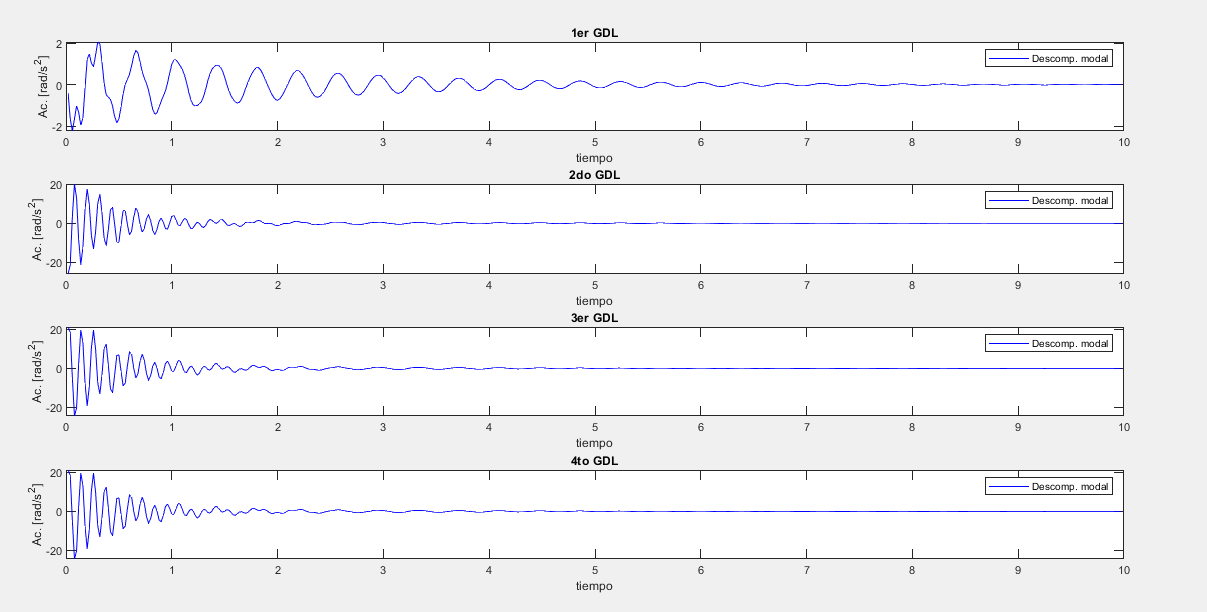 1er GDL
Ac. [rad/s²]
2
0
-2
Descomp. modal
0 1 2 3 4 5 6 7 8 9 10
tiempo
2do GDL
Ac. [rad/s²]
20
0
-20
Descomp. modal
0 1 2 3 4 5 6 7 8 9 10
tiempo
3er GDL
Ac. [rad/s²]
20
0
-20
Descomp. modal
0 1 2 3 4 5 6 7 8 9 10
tiempo
4to GDL
Ac. [rad/s²]
20
0
-20
Descomp. modal
0 1 2 3 4 5 6 7 8 9 10
tiempo